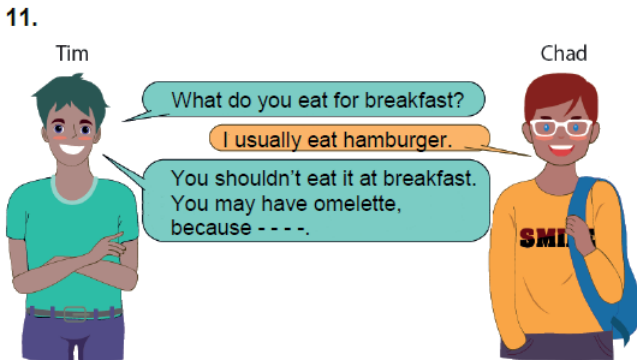 11.
Tim
Chad
What do you eat for breakfast?
I usually eat hamburger.
You shouldn't eat it at breakfast.
You may have omelette,
because - - - -.